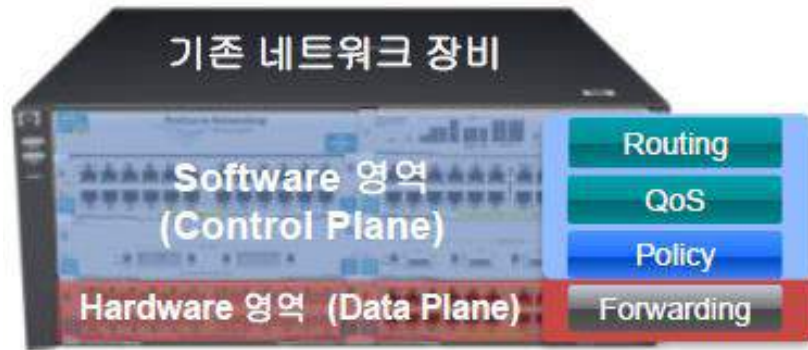 기존 네트워크 장비
Software 영역
(Control Plane)
Routing
QoS
Policy
Hardware 영역 (Data Plane)
Forwarding